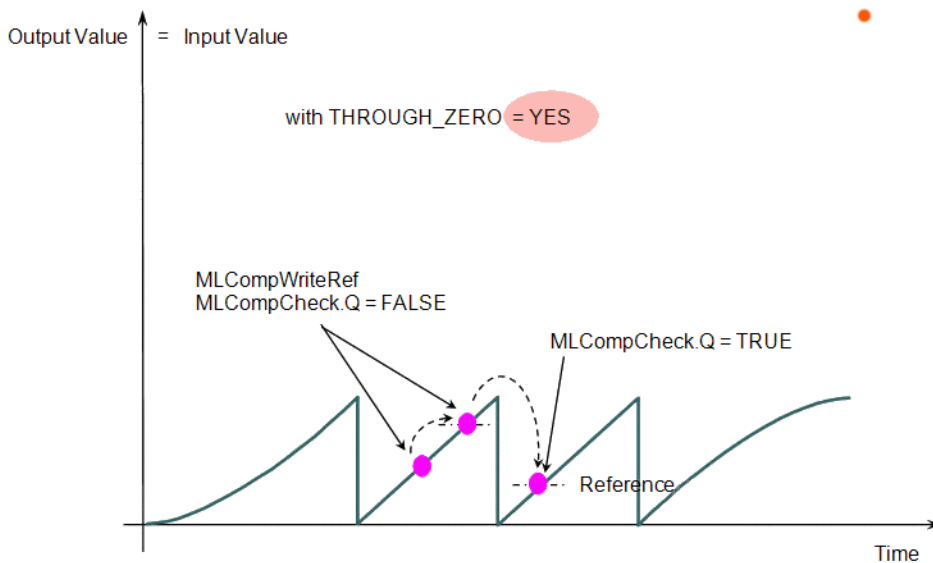 Output Value = Input Value
with THROUGH_ZERO = YES
MLCompWriteRef
MLCompCheck.Q = FALSE
MLCompCheck.Q = TRUE
Reference
Time